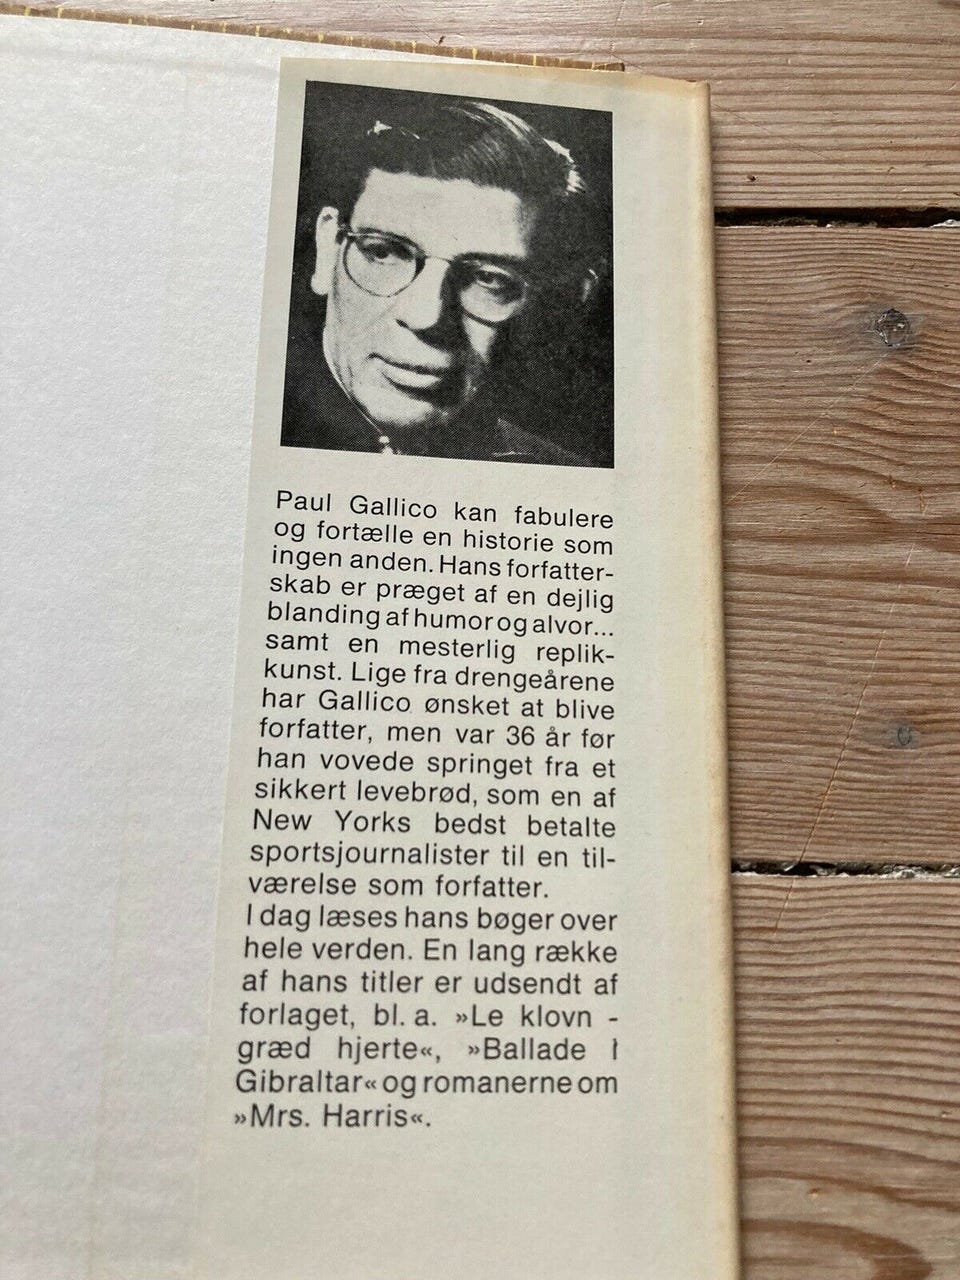 Paul Gallico kan fabulere
og fortælle en historie som
ingen anden. Hans forfatter-
skab er præget af en dejlig
blanding af humor og alvor...
samt en mesterlig replik-
kunst. Lige fra drengeårene
har Gallico ønsket at blive
forfatter, men var 36 år før
han vovede springet fra et
sikkert levebrød, som en af
New Yorks bedst betalte
sportsjournalister til en til-
værelse som forfatter.
I dag læses hans bøger over
hele verden. En lang række
af hans titler er udsendt af
forlaget, bl. a. »Le klovn -
græd hjerte«, »Ballade i
Gibraltar« og romanerne om
»Mrs. Harris«.